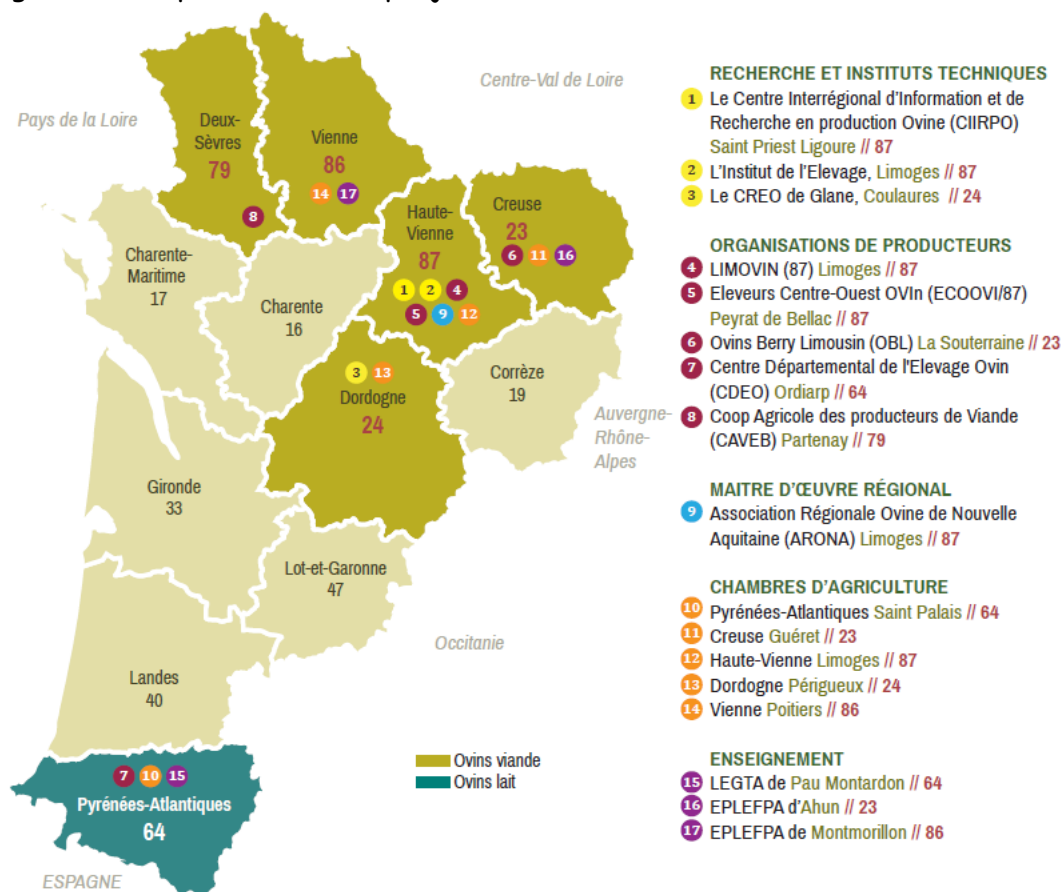 Centre-Val de Loire
Pays de la Loire
Deux-
Sèvres
79
8
Vienne
86
14 17
Haute-
Vienne
87
1 2 4
5 9 12
Creuse
23
6 11 16
Charente-
Maritime
17
Charente
16
3 13
Dordogne
24
Corrèze
19
Auvergne-
Rhône-
Alpes
Gironde
33
Lot-et-Garonne
47
Occitanie
Landes
40
7 10 15
Pyrénées-Atlantiques
64
ESPAGNE
Ovins viande
Ovins lait
RECHERCHE ET INSTITUTS TECHNIQUES
1 Le Centre Interrégional d'Information et de
Recherche en production Ovine (CIIRPO)
Saint Priest Ligoure // 87
2 L'Institut de l'Elevage, Limoges // 87
3 Le CREO de Glane, Coulaures // 24
ORGANISATIONS DE PRODUCTEURS
4 LIMOVIN (87) Limoges // 87
5 Eleveurs Centre-Ouest OVIn (ECOOVI/87)
Peyrat de Bellac // 87
6 Ovins Berry Limousin (OBL) La Souterraine // 23
7 Centre Départemental de l'Elevage Ovin
(CDEO) Ordiarp // 64
8 Coop Agricole des producteurs de Viande
(CAVEB) Partenay // 79
MAITRE D'ŒUVRE RÉGIONAL
9 Association Régionale Ovine de Nouvelle
Aquitaine (ARONA) Limoges // 87
CHAMBRES D'AGRICULTURE
10 Pyrénées-Atlantiques Saint Palais // 64
11 Creuse Guéret // 23
12 Haute-Vienne Limoges // 87
13 Dordogne Périgueux // 24
14 Vienne Poitiers // 86
ENSEIGNEMENT
15 LEGTA de Pau Montardon // 64
16 EPLEFPA d'Ahun // 23
17 EPLEFPA de Montmorillon // 86